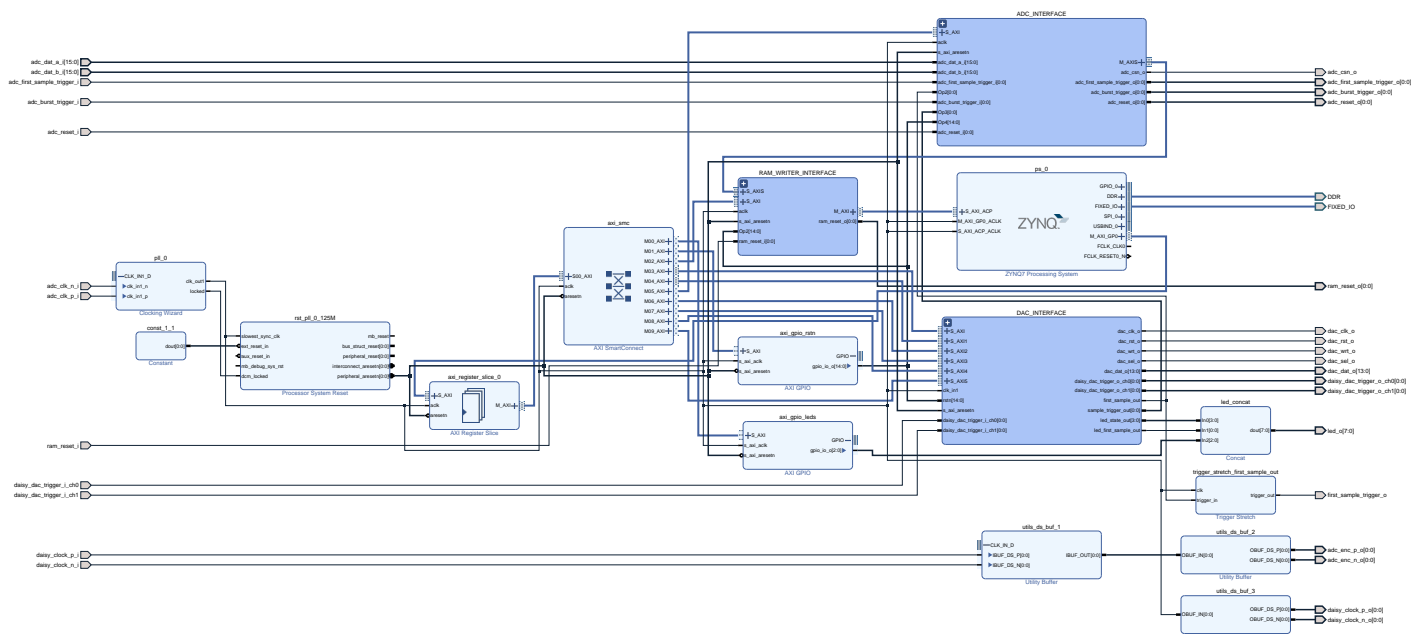 ADC_INTERFACE
S_AXI
aclk
s_axi_aresetn
adc_dat_a_i[15:0]
adc_dat_b_i[15:0]
adc_first_sample_trigger_i[0:0]
Op2[0:0]
adc_burst_trigger_i[0:0]
Op3[0:0]
Op4[14:0]
adc_reset_i[0:0]
M_AXIS
adc_csn_o
adc_first_sample_trigger_o[0:0]
adc_burst_trigger_o[0:0]
adc_reset_o[0:0]
adc_dat_a_i[15:0]
adc_dat_b_i[15:0]
adc_first_sample_trigger_i
adc_burst_trigger_i
adc_reset_i
adc_csn_o
adc_first_sample_trigger_o[0:0]
adc_burst_trigger_o[0:0]
adc_reset_o[0:0]
RAM_WRITER_INTERFACE
S_AXIS
S_AXI
aclk
s_axi_aresetn
Op2[14:0]
ram_reset_i[0:0]
M_AXI
ram_reset_o[0:0]
ps_0
S_AXI_ACP
M_AXI_GP0_ACLK
S_AXI_ACP_ACLK
ZYNQ
GPIO_0
DDR
FIXED_IO
SPI_0
USBIND_0
M_AXI_GP0
FCLK_CLK0
FCLK_RESET0_N
ZYNQ7 Processing System
DDR
FIXED_IO
ram_reset_o[0:0]
axi_smc
S00_AXI
aclk
aresetn
M00_AXI
M01_AXI
M02_AXI
M03_AXI
M04_AXI
M05_AXI
M06_AXI
M07_AXI
M08_AXI
M09_AXI
AXI SmartConnect
pll_0
CLK_IN1_D
clk_in1_n
clk_in1_p
clk_out1
locked
Clocking Wizard
adc_clk_n_i
adc_clk_p_i
const_1_1
dout[0:0]
Constant
rst_pll_0_125M
slowest_sync_clk
ext_reset_in
aux_reset_in
mb_debug_sys_rst
dcm_locked
mb_reset
bus_struct_reset[0:0]
peripheral_reset[0:0]
interconnect_aresetn[0:0]
peripheral_aresetn[0:0]
Processor System Reset
axi_register_slice_0
S_AXI
aclk
aresetn
M_AXI
AXI Register Slice
axi_gpio_rstn
S_AXI
s_axi_aclk
s_axi_aresetn
GPIO
gpio_io_o[14:0]
AXI GPIO
axi_gpio_leds
S_AXI
s_axi_aclk
s_axi_aresetn
GPIO
gpio_io_o[2:0]
AXI GPIO
DAC_INTERFACE
S_AXI
S_AXI1
S_AXI2
S_AXI3
S_AXI4
S_AXI5
clk_in1
rstn[14:0]
s_axi_aresetn
daisy_dac_trigger_i_ch0[0:0]
daisy_dac_trigger_i_ch1[0:0]
dac_clk_o
dac_rst_o
dac_wrt_o
dac_sel_o
dac_dat_o[13:0]
daisy_dac_trigger_o_ch0[0:0]
daisy_dac_trigger_o_ch1[0:0]
first_sample_out
sample_trigger_out[0:0]
led_state_out[3:0]
led_first_sample_out
dac_clk_o
dac_rst_o
dac_wrt_o
dac_sel_o
dac_dat_o[13:0]
daisy_dac_trigger_o_ch0[0:0]
daisy_dac_trigger_o_ch1[0:0]
led_concat
In0[3:0]
In1[0:0]
In2[2:0]
dout[7:0]
Concat
led_o[7:0]
ram_reset_i
daisy_dac_trigger_i_ch0
daisy_dac_trigger_i_ch1
trigger_stretch_first_sample_out
clk
trigger_in
trigger_out
Trigger Stretch
first_sample_trigger_o
daisy_clock_p_i
daisy_clock_n_i
utils_ds_buf_1
CLK_IN_D
IBUF_DS_P[0:0]
IBUF_DS_N[0:0]
IBUF_OUT[0:0]
Utility Buffer
utils_ds_buf_2
OBUF_IN[0:0]
OBUF_DS_P[0:0]
OBUF_DS_N[0:0]
Utility Buffer
adc_enc_p_o[0:0]
adc_enc_n_o[0:0]
utils_ds_buf_3
OBUF_IN[0:0]
OBUF_DS_P[0:0]
OBUF_DS_N[0:0]
daisy_clock_p_o[0:0]
daisy_clock_n_o[0:0]